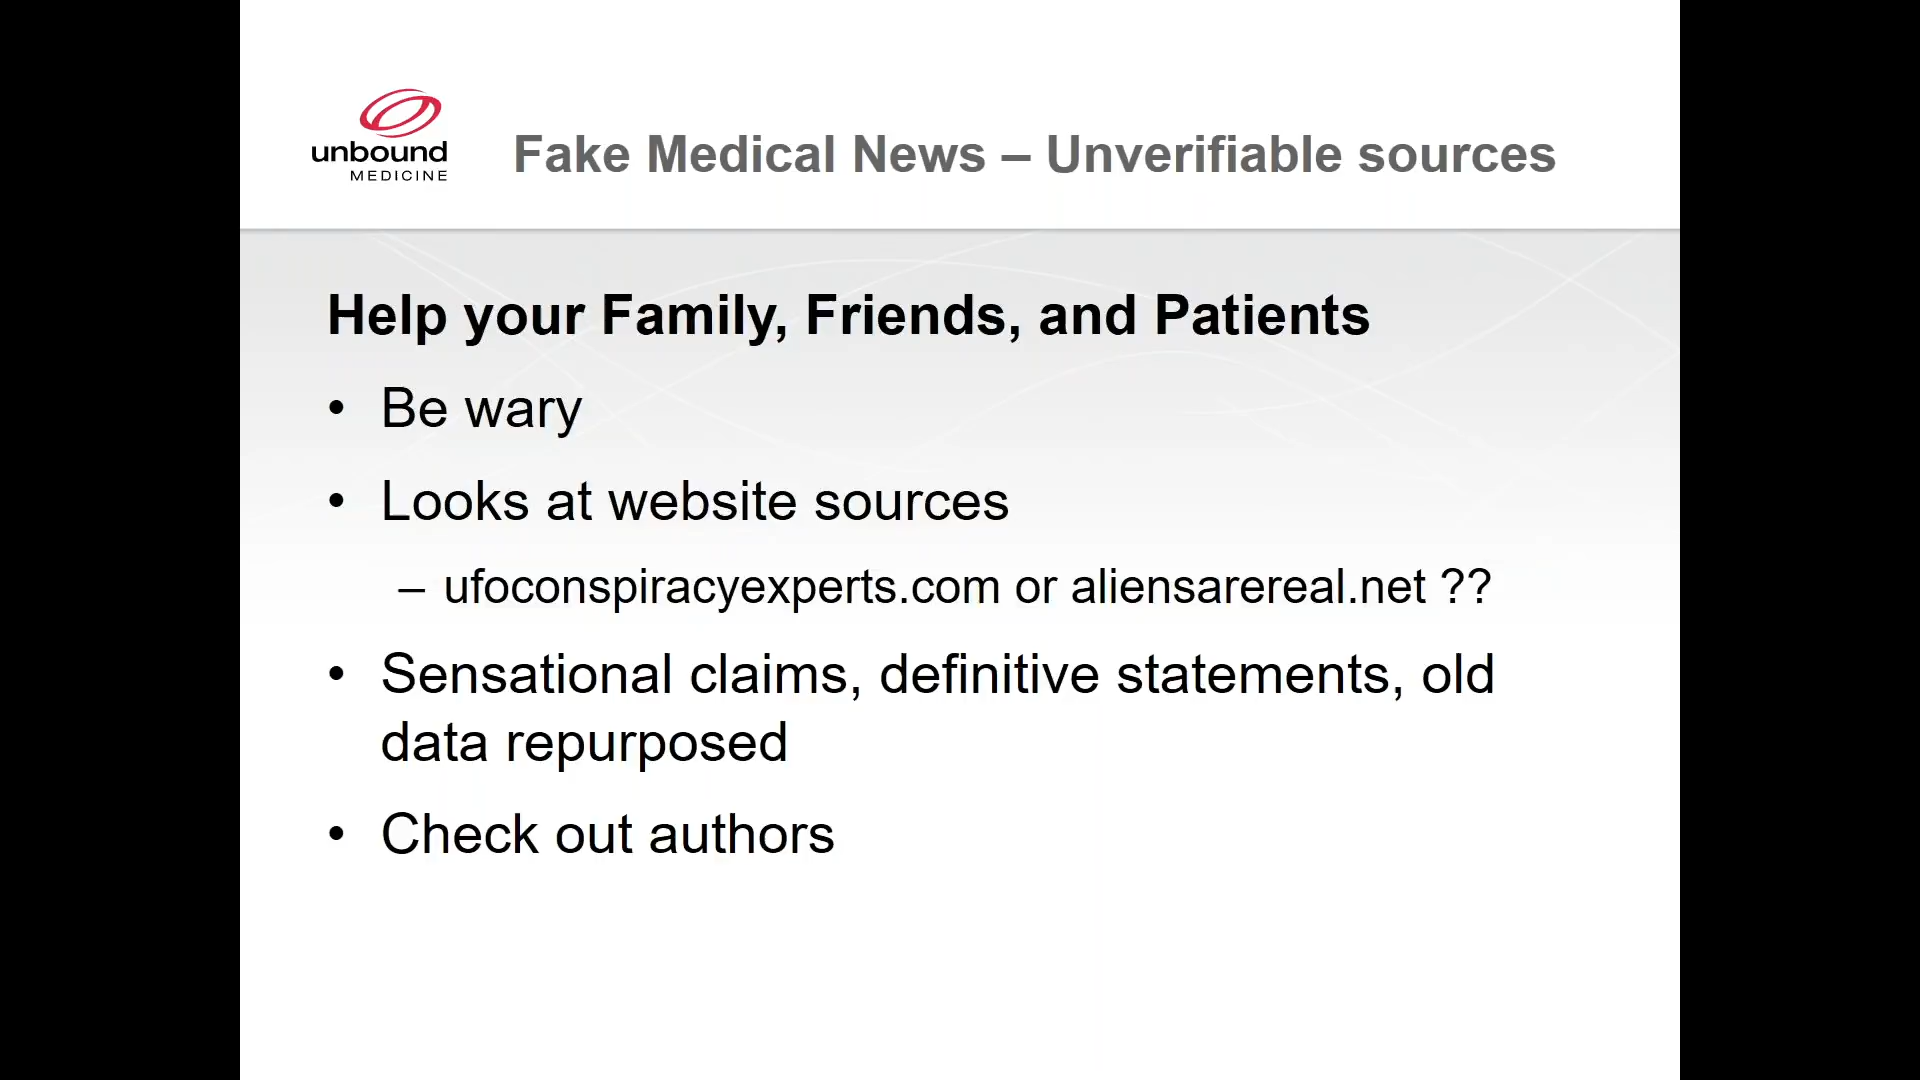 unbound
MEDICINE
Fake Medical News – Unverifiable sources
Help your Family, Friends, and Patients
• Be wary
• Looks at website sources
– ufoconspiracyexperts.com or aliensarereal.net ??
• Sensational claims, definitive statements, old
data repurposed
• Check out authors